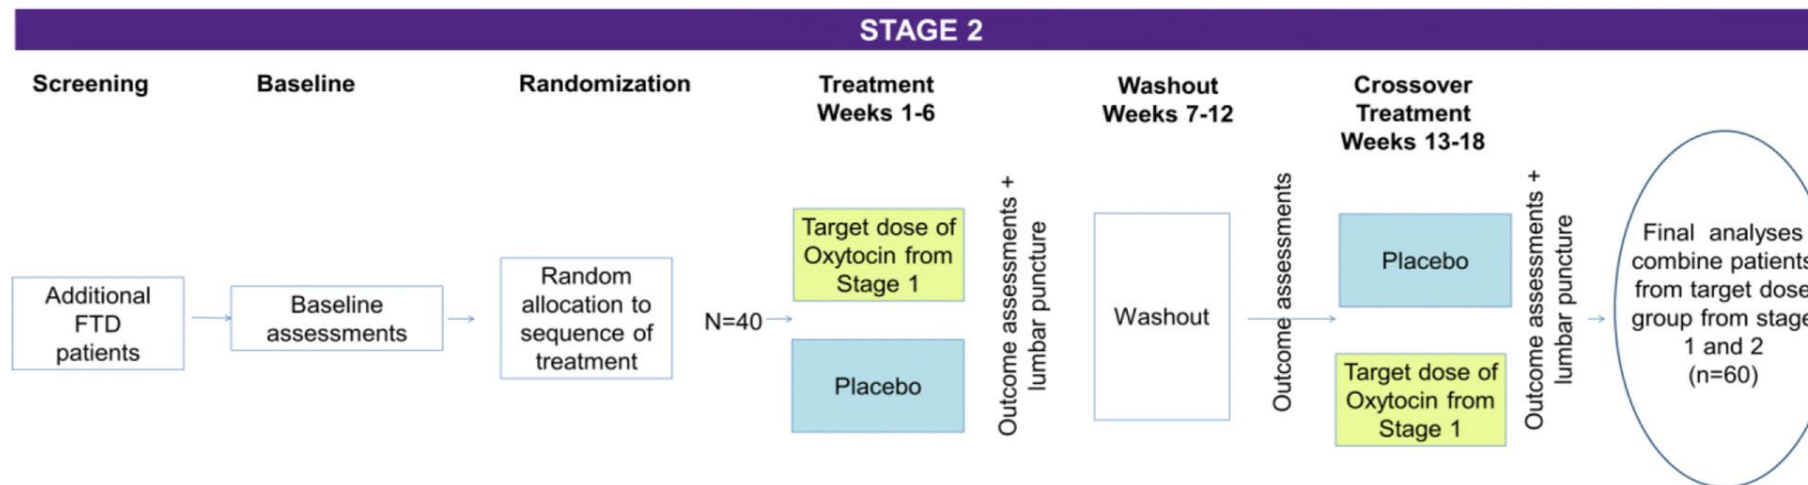 STAGE 2
Screening
Baseline
Randomization
Treatment
Weeks 1-6
Washout
Weeks 7-12
Crossover
Treatment
Weeks 13-18
Additional
FTD
patients
Baseline
assessments
Random
allocation to
sequence of
treatment
N=40
Target dose of
Oxytocin from
Stage 1
Placebo
Outcome assessments +
lumbar puncture
Washout
Outcome assessments
Placebo
Target dose of
Oxytocin from
Stage 1
Outcome assessments +
lumbar puncture
Final analyses
combine patients
from target dose
group from stage
1 and 2
(n=60)